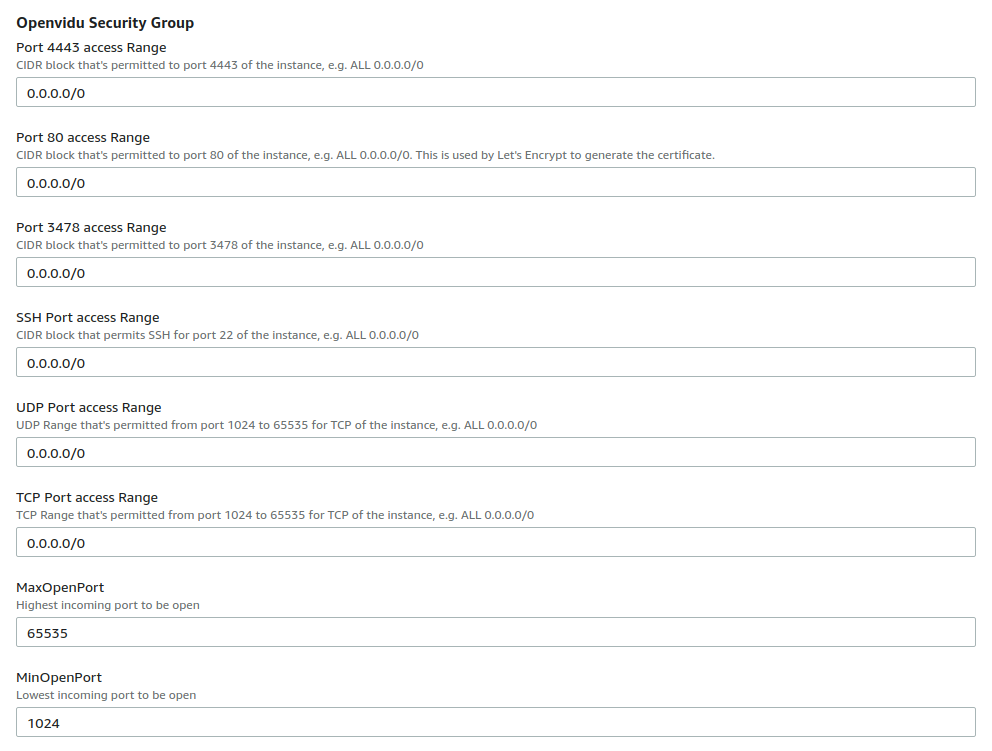 Openvidu Security Group
Port 4443 access Range
CIDR block that's permitted to port 4443 of the instance, e.g. ALL 0.0.0.0/0
0.0.0.0/0
Port 80 access Range
CIDR block that's permitted to port 80 of the instance, e.g. ALL 0.0.0.0/0. This is used by Let's Encrypt to generate the certificate.
0.0.0.0/0
Port 3478 access Range
CIDR block that's permitted to port 3478 of the instance, e.g. ALL 0.0.0.0/0
0.0.0.0/0
SSH Port access Range
CIDR block that permits SSH for port 22 of the instance, e.g. ALL 0.0.0.0/0
0.0.0.0/0
UDP Port access Range
UDP Range that's permitted from port 1024 to 65535 for TCP of the instance, e.g. ALL 0.0.0.0/0
0.0.0.0/0
TCP Port access Range
TCP Range that's permitted from port 1024 to 65535 for TCP of the instance, e.g. ALL 0.0.0.0/0
0.0.0.0/0
MaxOpenPort
Highest incoming port to be open
65535
MinOpenPort
Lowest incoming port to be open
1024